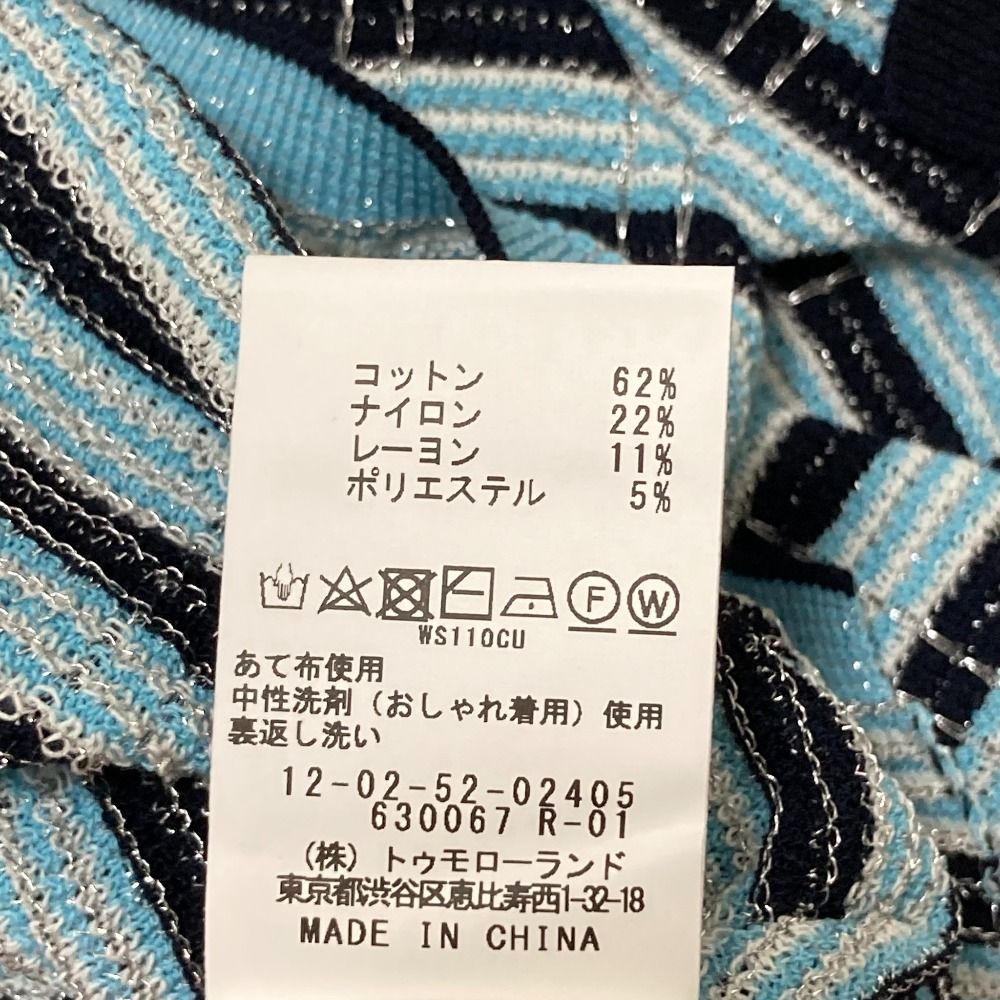 コットン 62%
ナイロン 22%
レーヨン 11%
ポリエステル 5%
F W
WS110CU
あて布使用
中性洗剤（おしゃれ着用）使用
裏返し洗い
12-02-52-02405
630067 R-01
（株）トゥモローランド
東京都渋谷区恵比寿西1-32-18
MADE IN CHINA